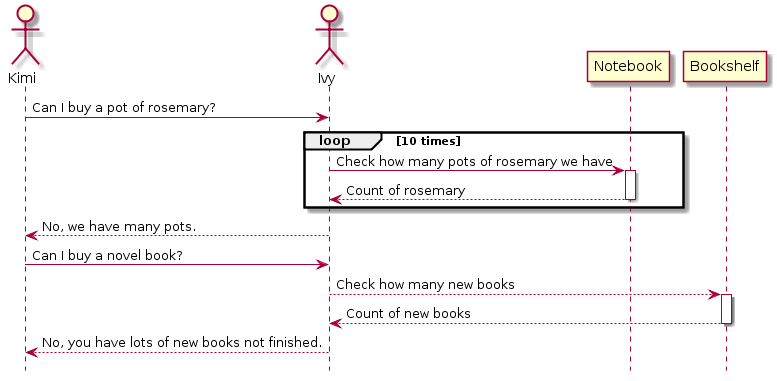 Kimi
Ivy
Notebook
Bookshelf
Can I buy a pot of rosemary?
loop [10 times]
Check how many pots of rosemary we have
Count of rosemary
No, we have many pots.
Can I buy a novel book?
Check how many new books
Count of new books
No, you have lots of new books not finished.